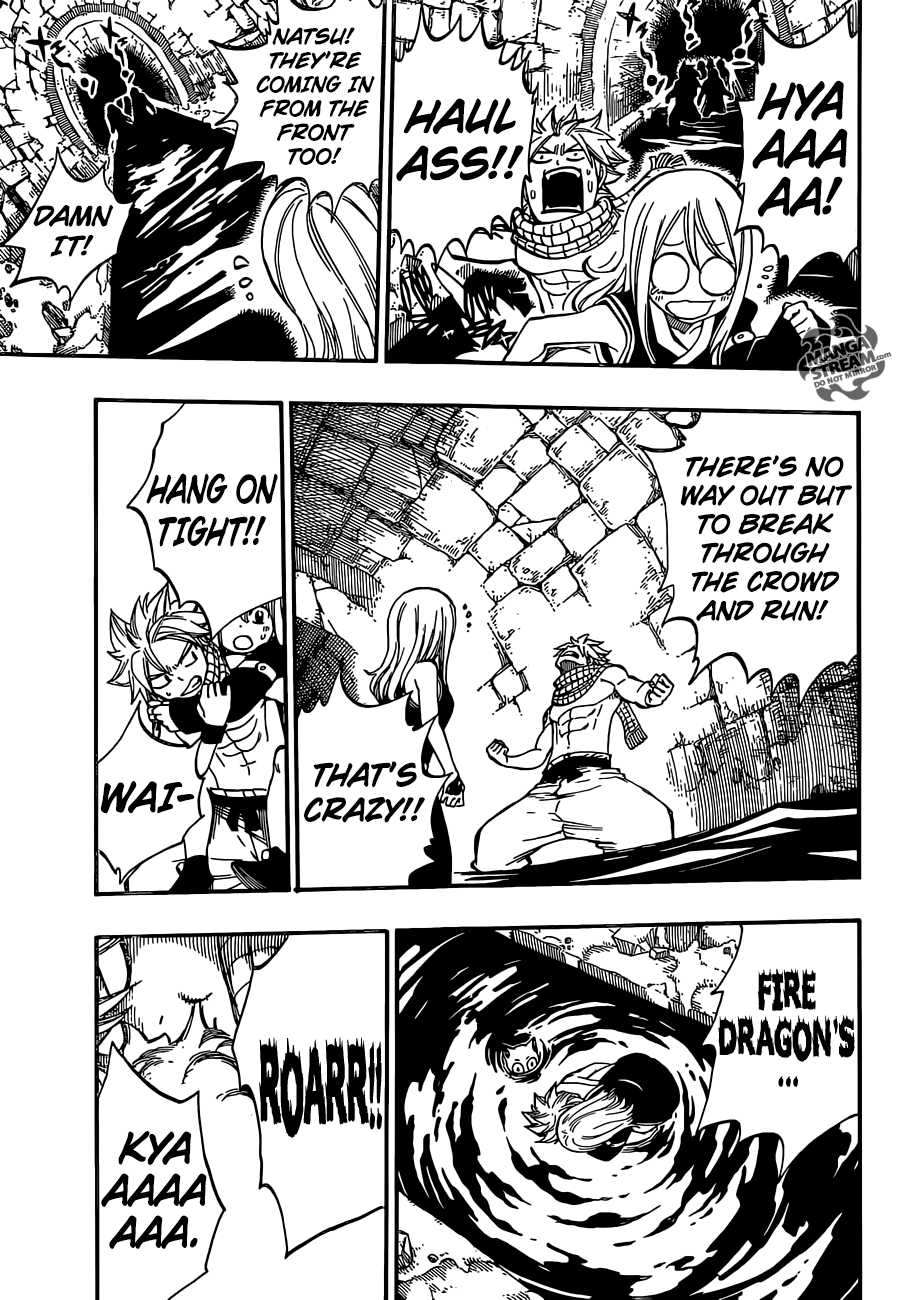 HYA
AAAA
AA!
HAUL
ASS!!
NATSU!
THEY'RE
COMING IN
FROM THE
FRONT
TOO!
DAMN
IT!
MANGA
STREAM.com
DO NOT MIRROR
THERE'S NO
WAY OUT BUT
TO BREAK
THROUGH
THE CROWD
AND RUN!
THAT'S
CRAZY!!
HANG ON
TIGHT!!
WAI-
FIRE
DRAGON'S
...
ROARR!!
KYA
AAAA
AAA.